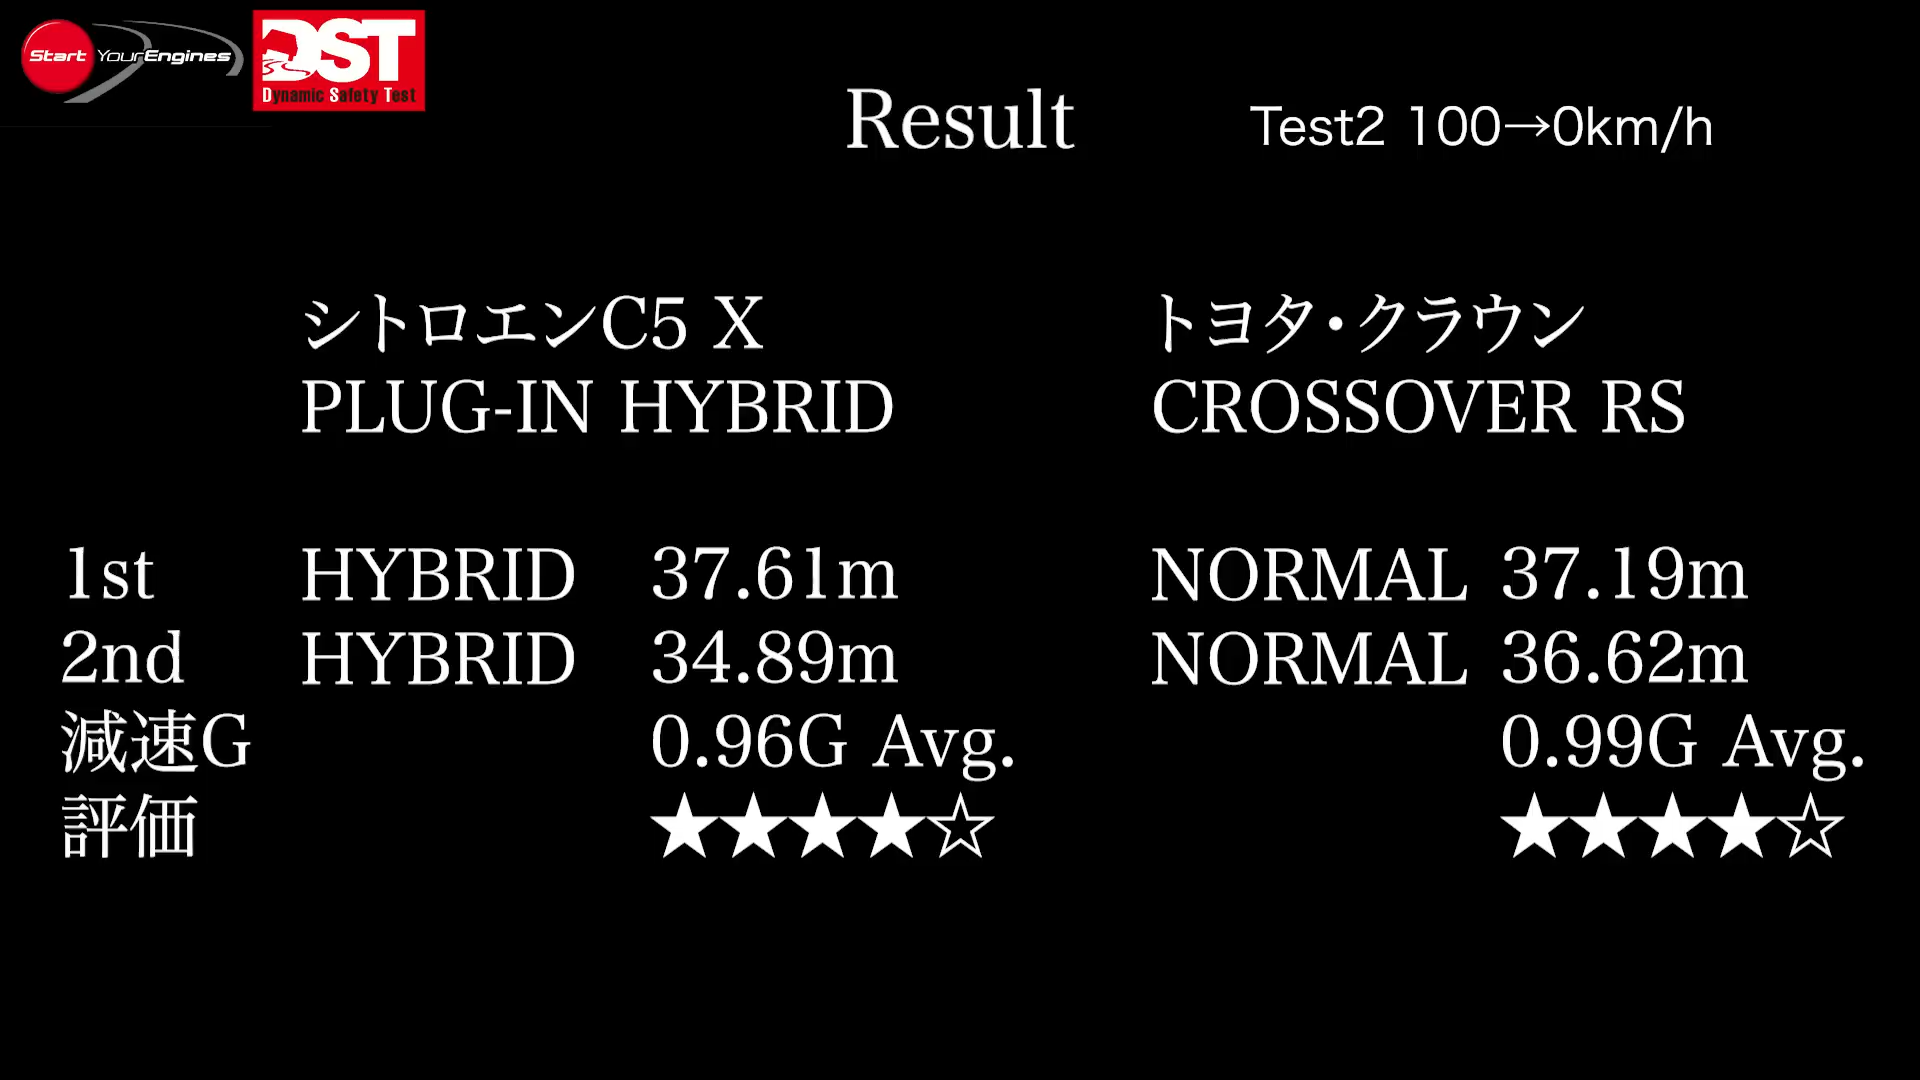 Start YourEngines
DST
Dynamic Safety Test
Result
Test2 100→0km/h
シトロエンC5 X
PLUG-IN HYBRID
トヨタ・クラウン
CROSSOVER RS
1st HYBRID 37.61m NORMAL 37.19m
2nd HYBRID 34.89m NORMAL 36.62m
減速G 0.96G Avg. 0.99G Avg.
評価 ★★★★☆ ★★★★☆